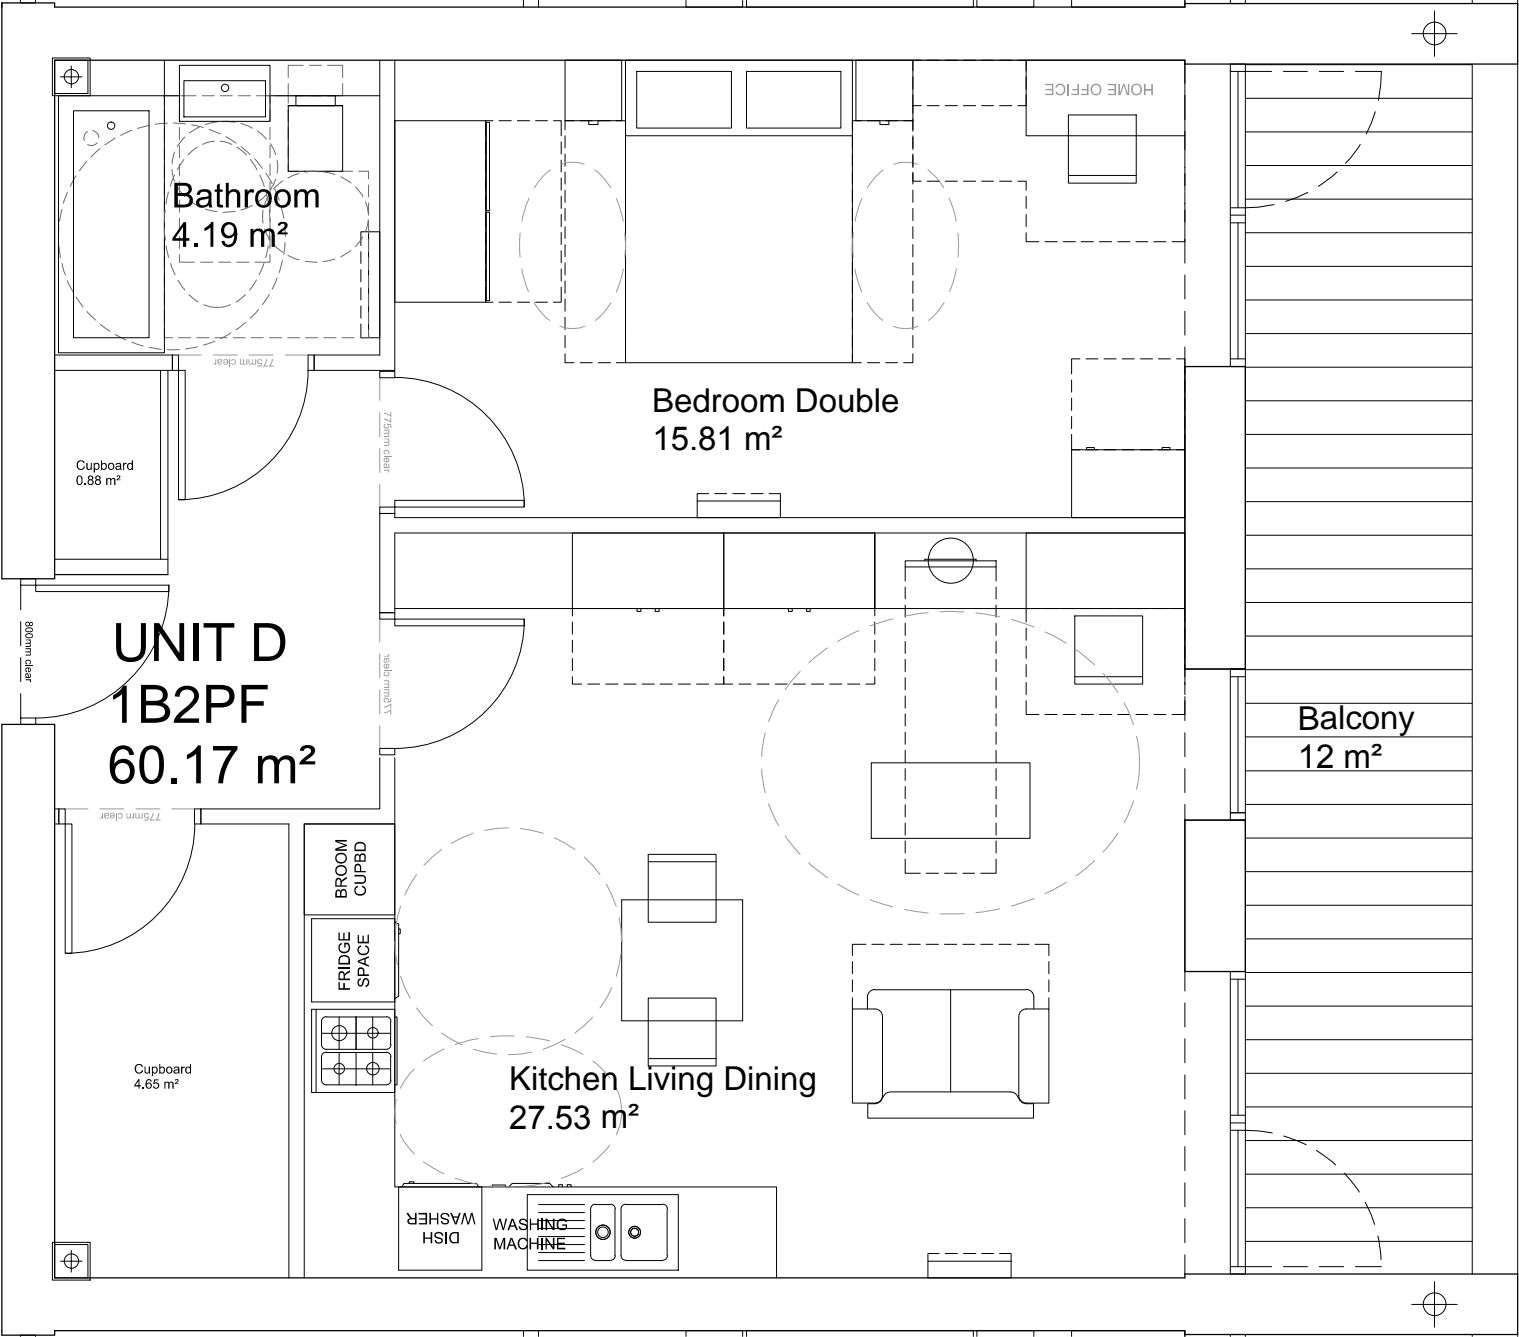 HOME OFFICE
Bathroom
4.19 m²
775mm clear
Bedroom Double
15.81 m²
775mm clear
Cupboard
0.88 m²
800mm clear
UNIT D
1B2PF
60.17 m²
775mm clear
Balcony
12 m²
775mm clear
BROOM
CUPBD
FRIDGE
SPACE
Cupboard
4.65 m²
Kitchen Living Dining
27.53 m²
DISH
WASHER
WASHING
MACHINE